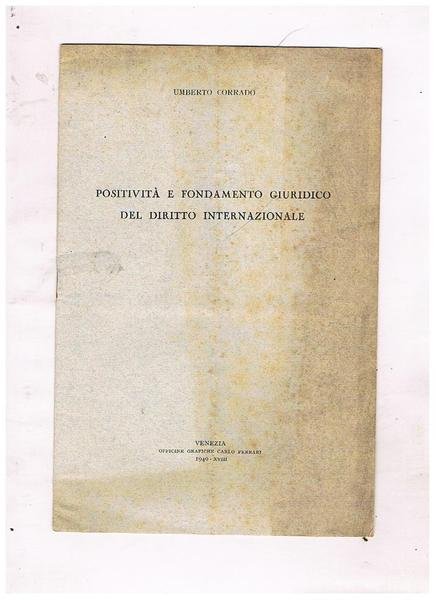 UMBERTO CORRADO
POSITIVITÀ E FONDAMENTO GIURIDICO
DEL DIRITTO INTERNAZIONALE
VENEZIA
OFFICINE GRAFICHE CARLO FERRARI
1940-XVIII